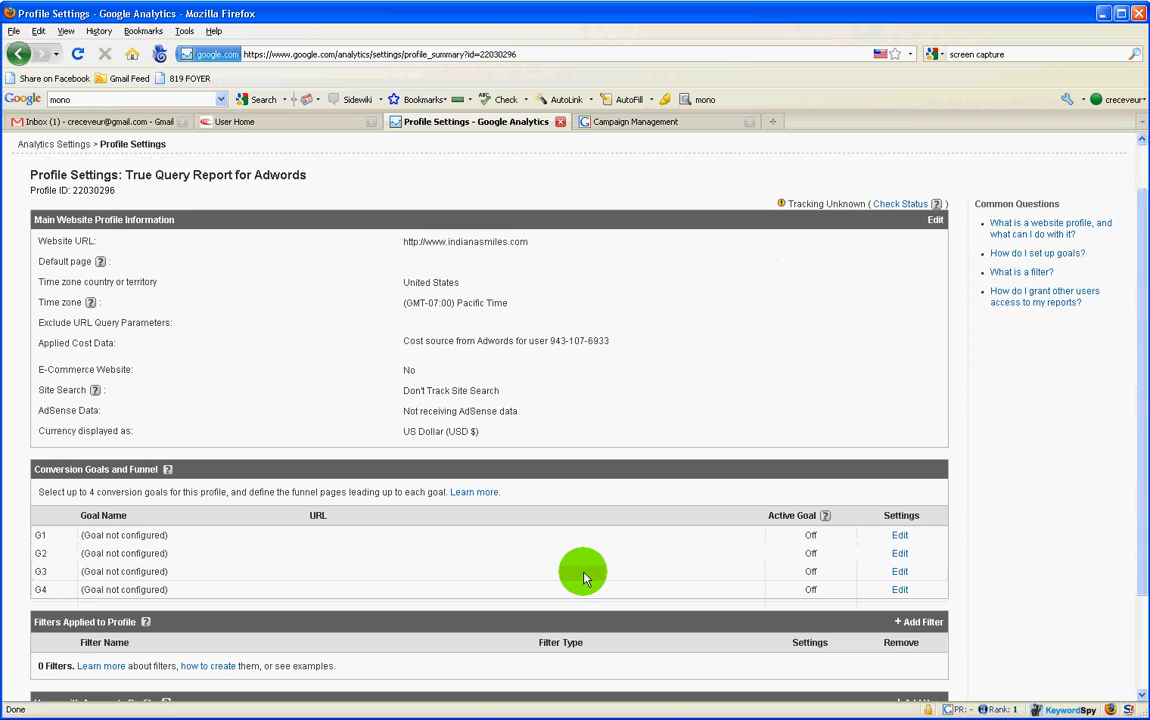 Profile Settings - Google Analytics - Mozilla Firefox
File Edit View History Bookmarks Tools Help
google.com https://www.google.com/analytics/settings/profile_summary?id=22030296 screen capture
Share on Facebook Gmail Feed 819 FOYER
Google mono Search Sidewiki Bookmarks Check AutoLink AutoFill mono creceveur
Inbox (1) - creceveur@gmail.com - Gmail User Home Profile Settings - Google Analytics Campaign Management
Analytics Settings > Profile Settings
Profile Settings: True Query Report for Adwords
Profile ID: 22030296
Tracking Unknown ( Check Status ? )
Main Website Profile Information Edit
Website URL: http://www.indianasmiles.com
Default page ? :
Time zone country or territory United States
Time zone ? : (GMT-07:00) Pacific Time
Exclude URL Query Parameters:
Applied Cost Data: Cost source from Adwords for user 943-107-6933
E-Commerce Website: No
Site Search ? : Don't Track Site Search
AdSense Data: Not receiving AdSense data
Currency displayed as: US Dollar (USD $)
Common Questions
What is a website profile, and
what can I do with it?
How do I set up goals?
What is a filter?
How do I grant other users
access to my reports?
Conversion Goals and Funnel ?
Select up to 4 conversion goals for this profile, and define the funnel pages leading up to each goal. Learn more.
Goal Name URL Active Goal ? Settings
G1 (Goal not configured) Off Edit
G2 (Goal not configured) Off Edit
G3 (Goal not configured) Off Edit
G4 (Goal not configured) Off Edit
Filters Applied to Profile ? + Add Filter
Filter Name Filter Type Settings Remove
0 Filters. Learn more about filters, how to create them, or see examples.
Done PR: - Rank: 1 KeywordSpy